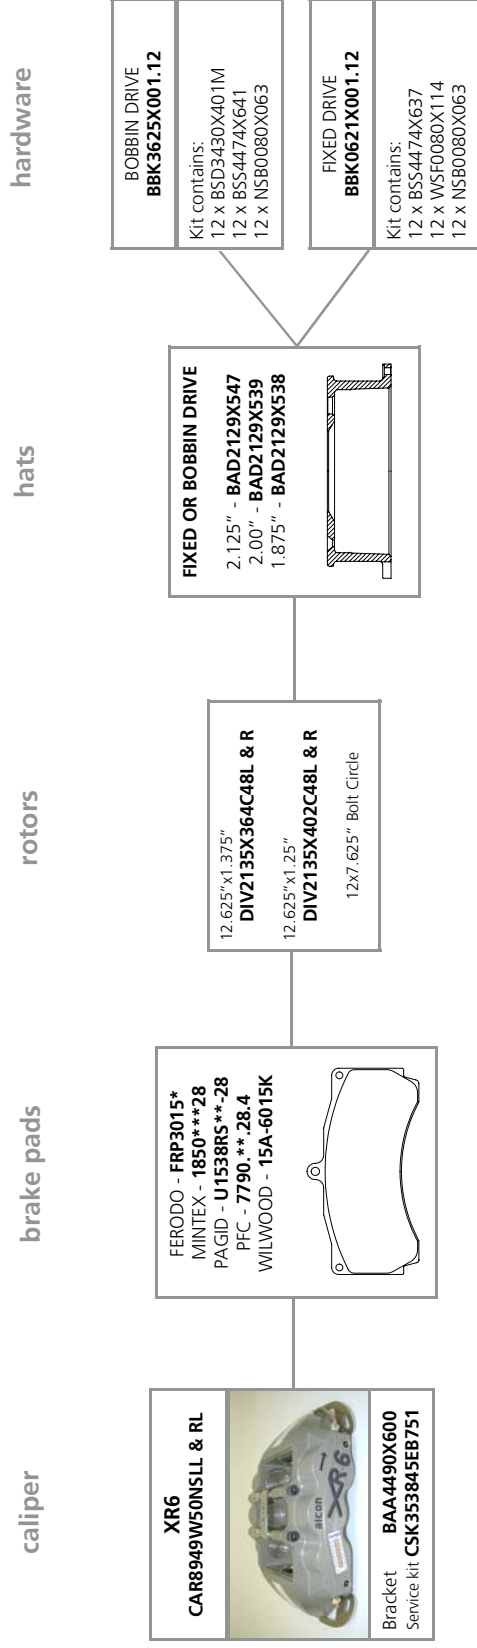 caliper
XR6
CAR8949W50NSLL & RL
alcon
XR6
Bracket BAA4490X600
Service kit CSK353845EB751
brake pads
FERODO - FRP3015*
MINTEX - 1850***28
PAGID - U1538RS**-28
PFC - 7790.**.28.4
WILWOOD - 15A-6015K
rotors
12.625"x1.375"
DIV2135X364C48L & R
12.625"x1.25"
DIV2135X402C48L & R
12x7.625" Bolt Circle
hats
FIXED OR BOBBIN DRIVE
2.125" - BAD2129X547
2.00" - BAD2129X539
1.875" - BAD2129X538
hardware
BOBBIN DRIVE
BBK3625X001.12
Kit contains:
12 x BSD3430X401M
12 x BSS4474X641
12 x NSB0080X063
FIXED DRIVE
BBK0621X001.12
Kit contains:
12 x BSS4474X637
12 x WSF0080X114
12 x NSB0080X063